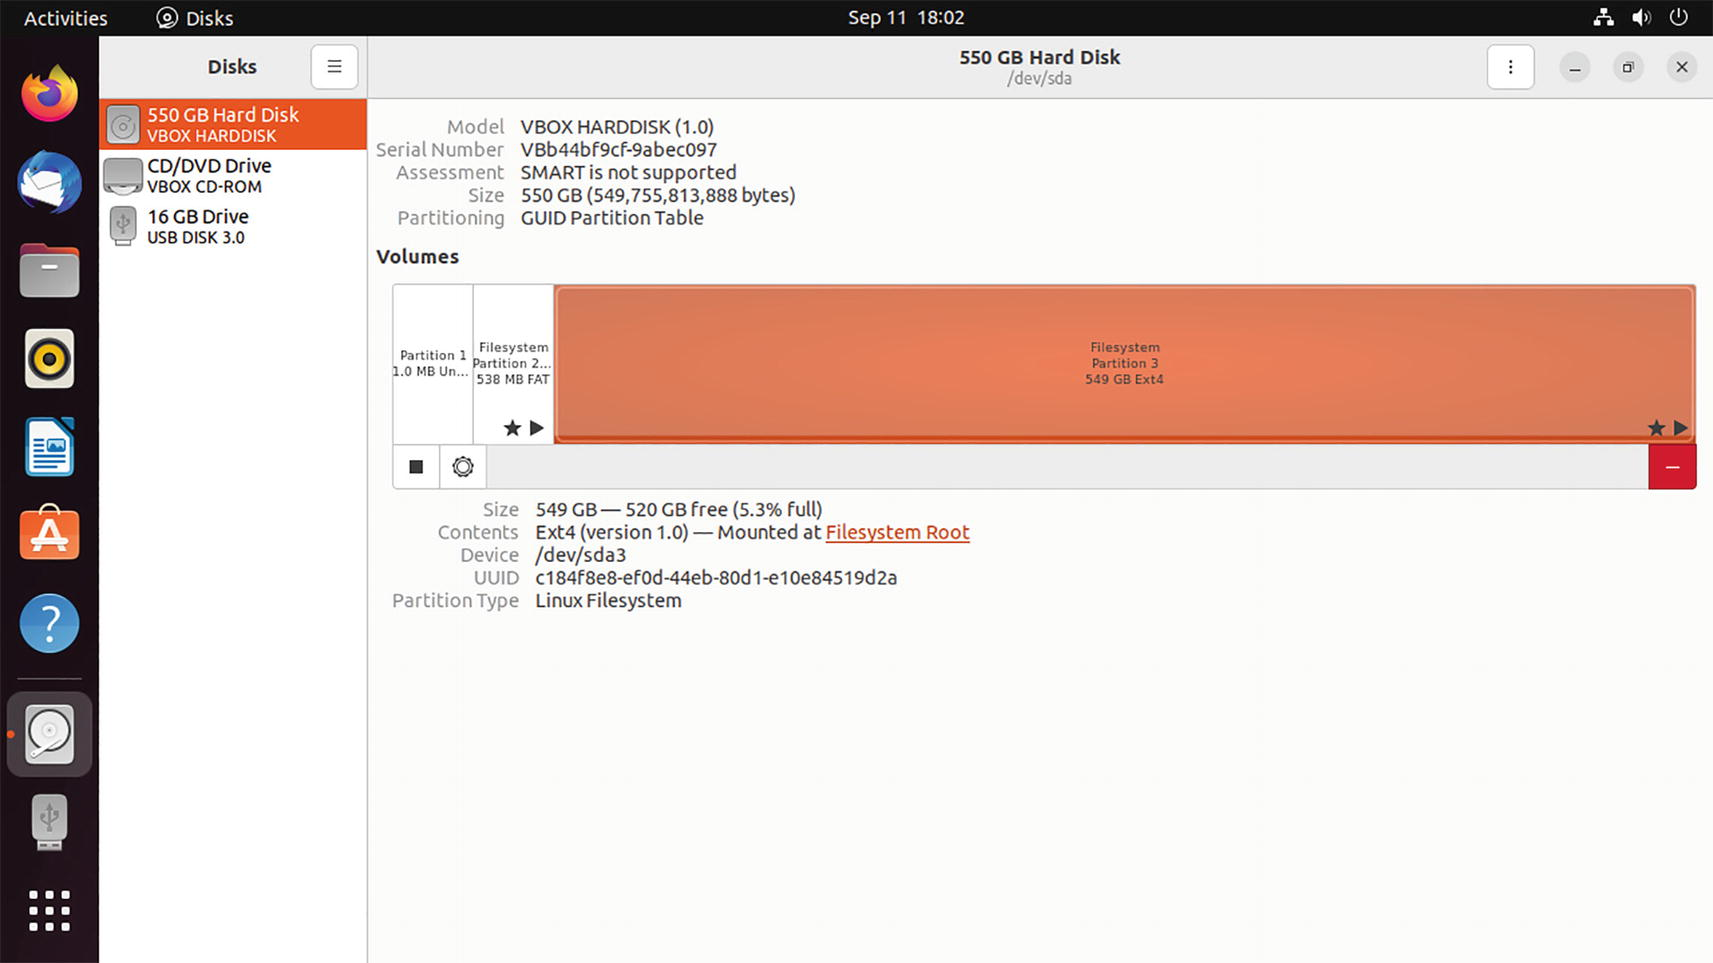 Activities
Disks
Sep 11 18:02
Disks
550 GB Hard Disk
/dev/sda
550 GB Hard Disk
VBOX HARDDISK
CD/DVD Drive
VBOX CD-ROM
16 GB Drive
USB DISK 3.0
Model VBOX HARDDISK (1.0)
Serial Number VBb44bf9cf-9abec097
Assessment SMART is not supported
Size 550 GB (549,755,813,888 bytes)
Partitioning GUID Partition Table
Volumes
Partition 1
1.0 MB Un...
Filesystem
Partition 2...
538 MB FAT
Filesystem
Partition 3
549 GB Ext4
Size 549 GB — 520 GB free (5.3% full)
Contents Ext4 (version 1.0) — Mounted at Filesystem Root
Device /dev/sda3
UUID c184f8e8-ef0d-44eb-80d1-e10e84519d2a
Partition Type Linux Filesystem